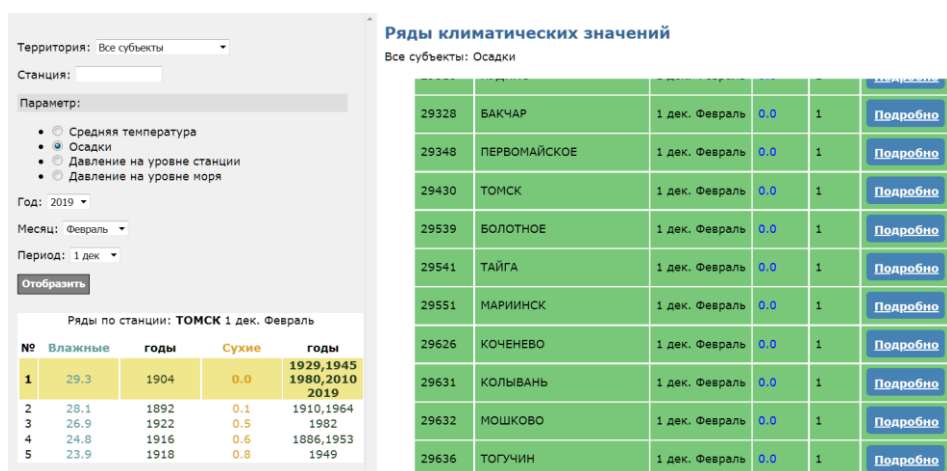 Территория: Все субъекты
Станция:
Параметр:
Средняя температура
Осадки
Давление на уровне станции
Давление на уровне моря
Год: 2019
Месяц: Февраль
Период: 1 дек
Отобразить
Ряды по станции: ТОМСК 1 дек. Февраль
№ Влажные годы Сухие годы
1 29.3 1904 0.0 1929,1945
1980,2010
2019
2 28.1 1892 0.1 1910,1964
3 26.9 1922 0.5 1982
4 24.8 1916 0.6 1886,1953
5 23.9 1918 0.8 1949
Ряды климатических значений
Все субъекты: Осадки
29328 БАКЧАР 1 дек. Февраль 0.0 1 Подробно
29348 ПЕРВОМАЙСКОЕ 1 дек. Февраль 0.0 1 Подробно
29430 ТОМСК 1 дек. Февраль 0.0 1 Подробно
29539 БОЛОТНОЕ 1 дек. Февраль 0.0 1 Подробно
29541 ТАЙГА 1 дек. Февраль 0.0 1 Подробно
29551 МАРИИНСК 1 дек. Февраль 0.0 1 Подробно
29626 КОЧЕНЕВО 1 дек. Февраль 0.0 1 Подробно
29631 КОЛЫВАНЬ 1 дек. Февраль 0.0 1 Подробно
29632 МОШКОВО 1 дек. Февраль 0.0 1 Подробно
29636 ТОГУЧИН 1 дек. Февраль 0.0 1 Подробно